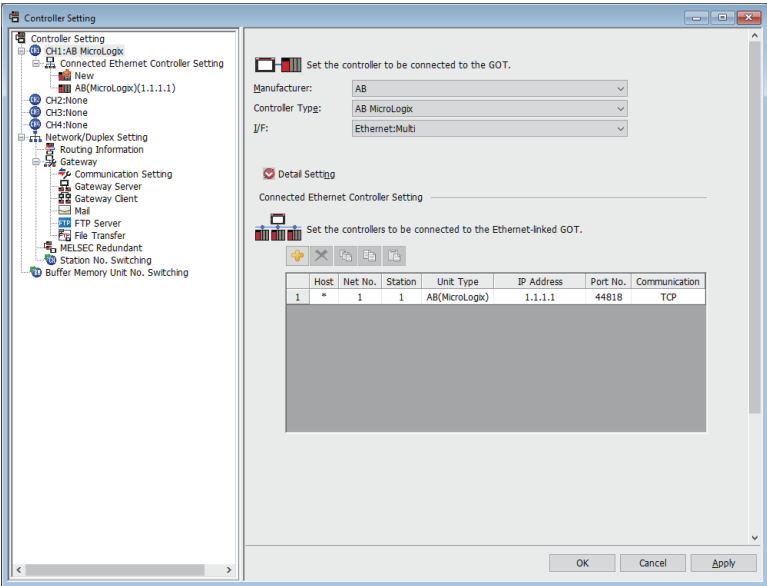 Controller Setting
Controller Setting
CH1:AB MicroLogix
Connected Ethernet Controller Setting
New
AB(MicroLogix)(1.1.1.1)
CH2:None
CH3:None
CH4:None
Network/Duplex Setting
Routing Information
Gateway
Communication Setting
Gateway Server
Gateway Client
Mail
FTP Server
File Transfer
MELSEC Redundant
Station No. Switching
Buffer Memory Unit No. Switching
Set the controller to be connected to the GOT.
Manufacturer: AB
Controller Type: AB MicroLogix
I/F: Ethernet:Multi
Detail Setting
Connected Ethernet Controller Setting
Set the controllers to be connected to the Ethernet-linked GOT.
Host Net No. Station Unit Type IP Address Port No. Communication
1 * 1 1 AB(MicroLogix) 1.1.1.1 44818 TCP
OK Cancel Apply